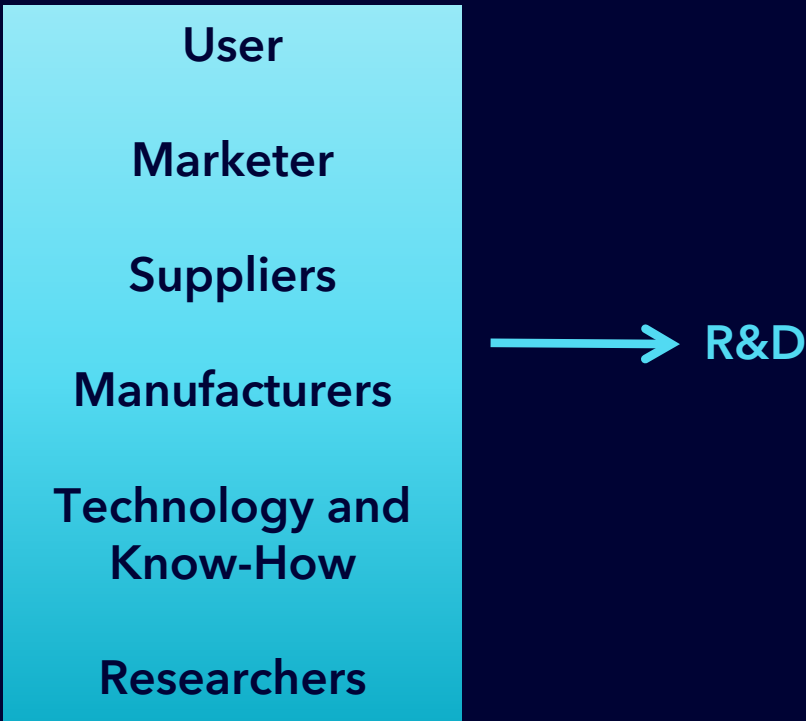 User
Marketer
Suppliers
Manufacturers
Technology and
Know-How
Researchers
R&D